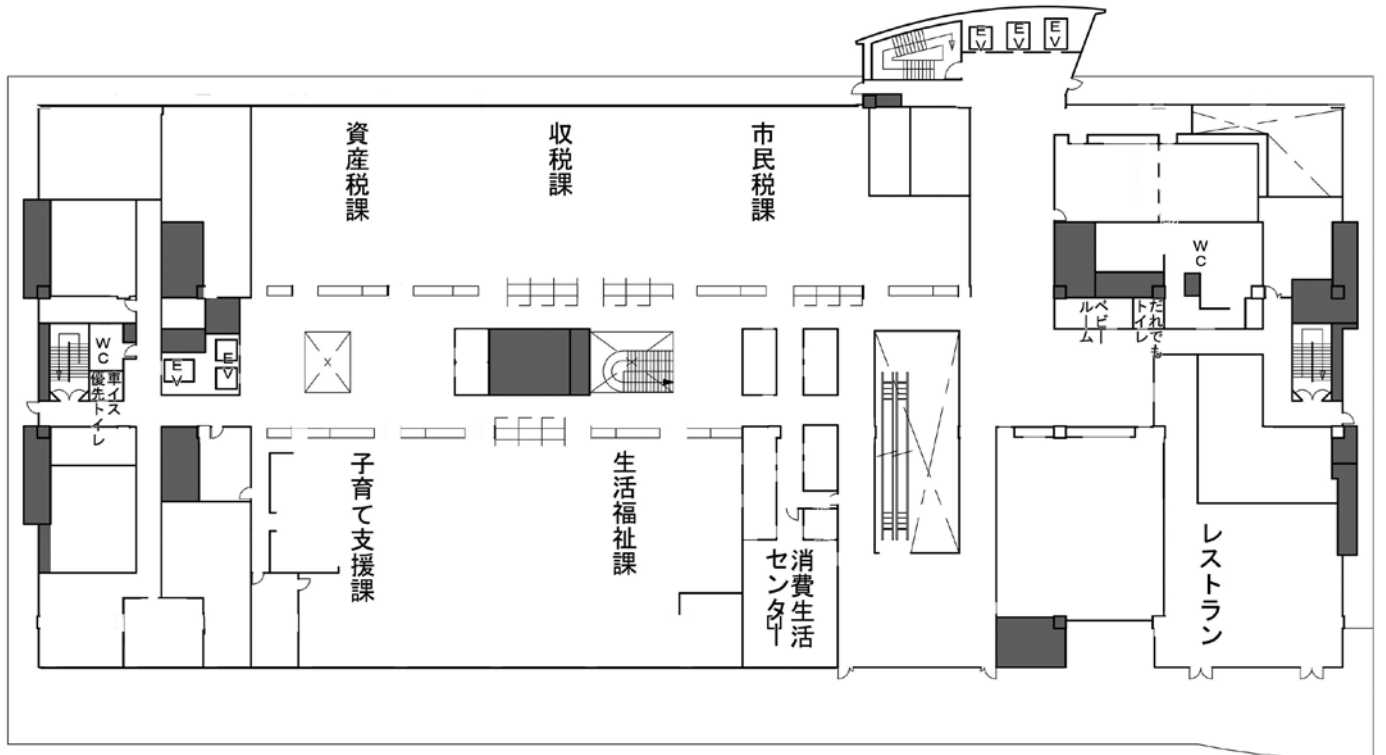 EV
EV
EV
資産税課
収税課
市民税課
WC
ベビー
ルーム
だれでも
トイレ
WC
車イス
優先トイレ
EV
EV
子育て支援課
生活福祉課
消費生活
センター
レストラン